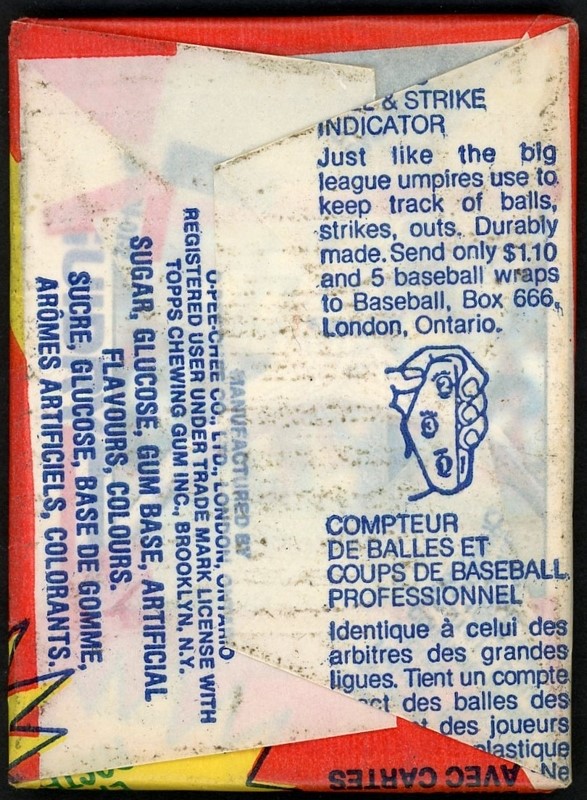 & STRIKE
INDICATOR
Just like the big
league umpires use to
keep track of balls,
strikes, outs. Durably
made. Send only $1.10
and 5 baseball wraps
to Baseball, Box 666,
London, Ontario.
COMPTEUR
DE BALLES ET
COUPS DE BASEBALL
PROFESSIONNEL
Identique à celui des
arbitres des grandes
ligues. Tient un compte
des balles des
des joueurs
plastique
Ne
AVEC CARTES
MANUFACTURED BY
O-PEE-CHEE CO., LTD., LONDON, ONTARIO
REGISTERED USER UNDER TRADE MARK LICENSE WITH
TOPPS CHEWING GUM INC., BROOKLYN, N.Y.
SUGAR, GLUCOSE, GUM BASE, ARTIFICIAL
FLAVOURS, COLOURS.
SUCRE, GLUCOSE, BASE DE GOMME,
ARÔMES ARTIFICIELS, COLORANTS.